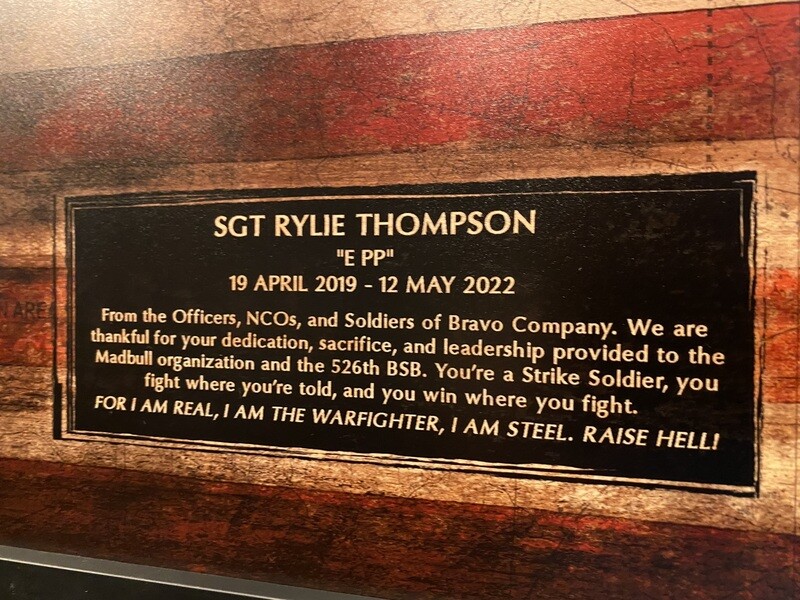 SGT RYLIE THOMPSON
"E PP"
19 APRIL 2019 - 12 MAY 2022
From the Officers, NCOs, and Soldiers of Bravo Company. We are
thankful for your dedication, sacrifice, and leadership provided to the
Madbull organization and the 526th BSB. You're a Strike Soldier, you
fight where you're told, and you win where you fight.
FOR I AM REAL, I AM THE WARFIGHTER, I AM STEEL. RAISE HELL!